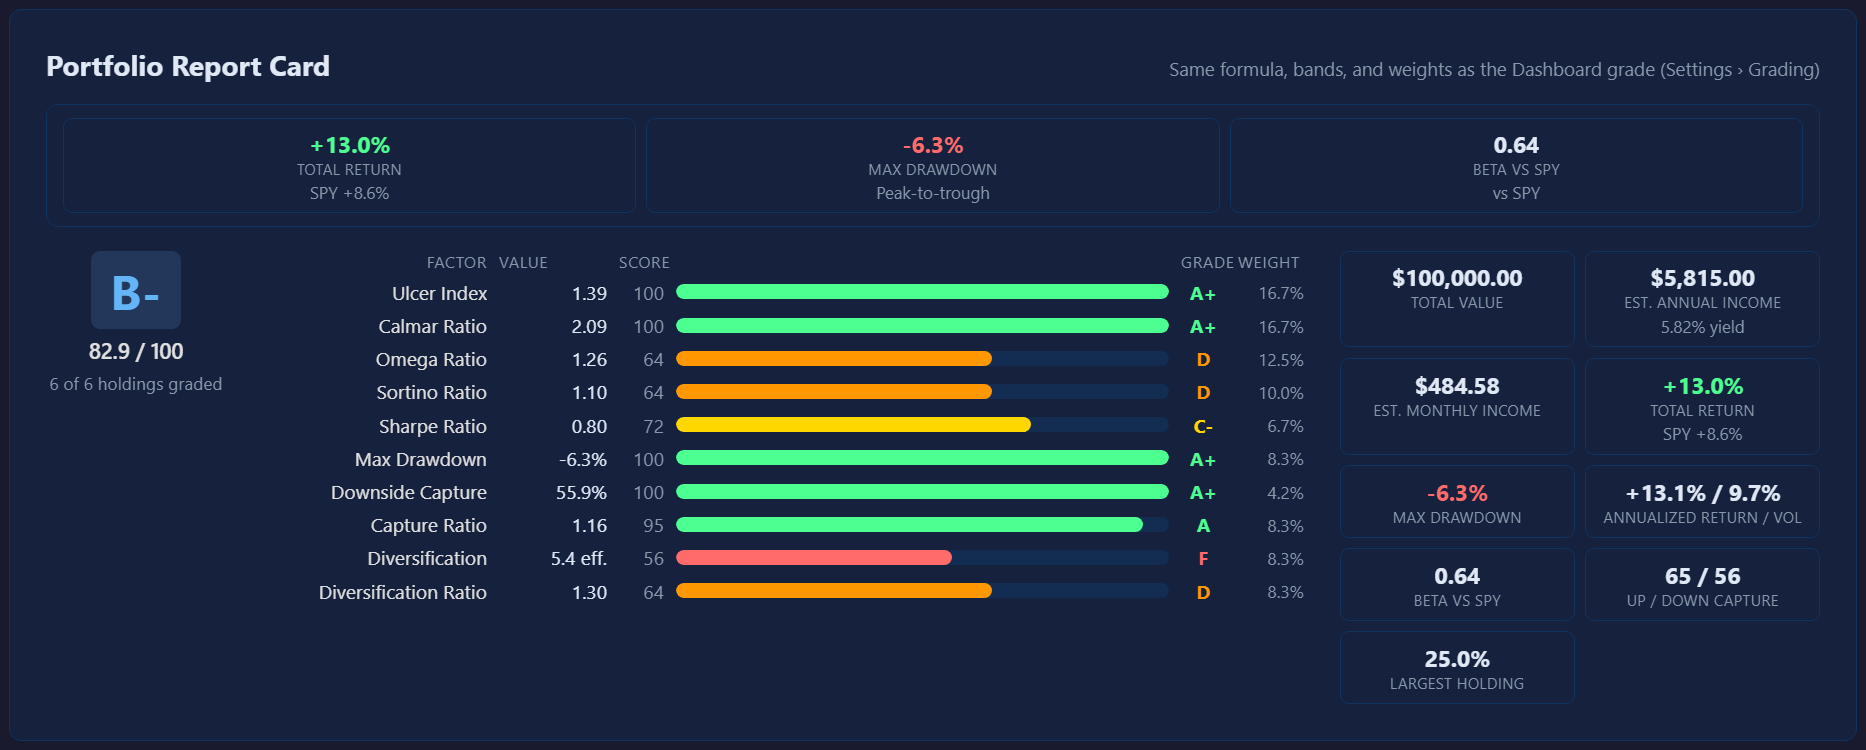 Portfolio Report Card
Same formula, bands, and weights as the Dashboard grade (Settings › Grading)
+13.0%
TOTAL RETURN
SPY +8.6%
-6.3%
MAX DRAWDOWN
Peak-to-trough
0.64
BETA VS SPY
vs SPY
B-
82.9 / 100
6 of 6 holdings graded
FACTOR VALUE SCORE GRADE WEIGHT
Ulcer Index 1.39 100 A+ 16.7%
Calmar Ratio 2.09 100 A+ 16.7%
Omega Ratio 1.26 64 D 12.5%
Sortino Ratio 1.10 64 D 10.0%
Sharpe Ratio 0.80 72 C- 6.7%
Max Drawdown -6.3% 100 A+ 8.3%
Downside Capture 55.9% 100 A+ 4.2%
Capture Ratio 1.16 95 A 8.3%
Diversification 5.4 eff. 56 F 8.3%
Diversification Ratio 1.30 64 D 8.3%
$100,000.00
TOTAL VALUE
$5,815.00
EST. ANNUAL INCOME
5.82% yield
$484.58
EST. MONTHLY INCOME
+13.0%
TOTAL RETURN
SPY +8.6%
-6.3%
MAX DRAWDOWN
+13.1% / 9.7%
ANNUALIZED RETURN / VOL
0.64
BETA VS SPY
65 / 56
UP / DOWN CAPTURE
25.0%
LARGEST HOLDING